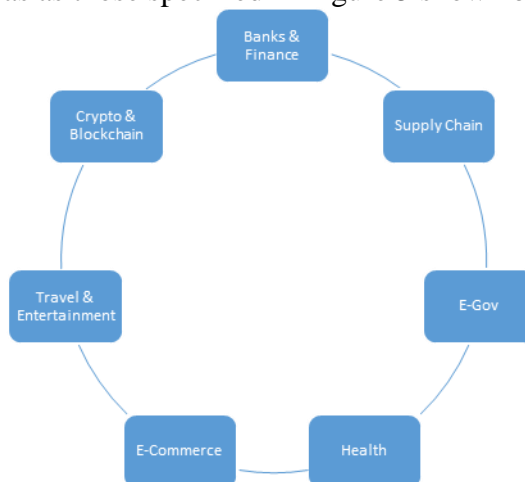 Banks &
Finance
Supply Chain
E-Gov
Health
E-Commerce
Travel &
Entertainment
Crypto &
Blockchain